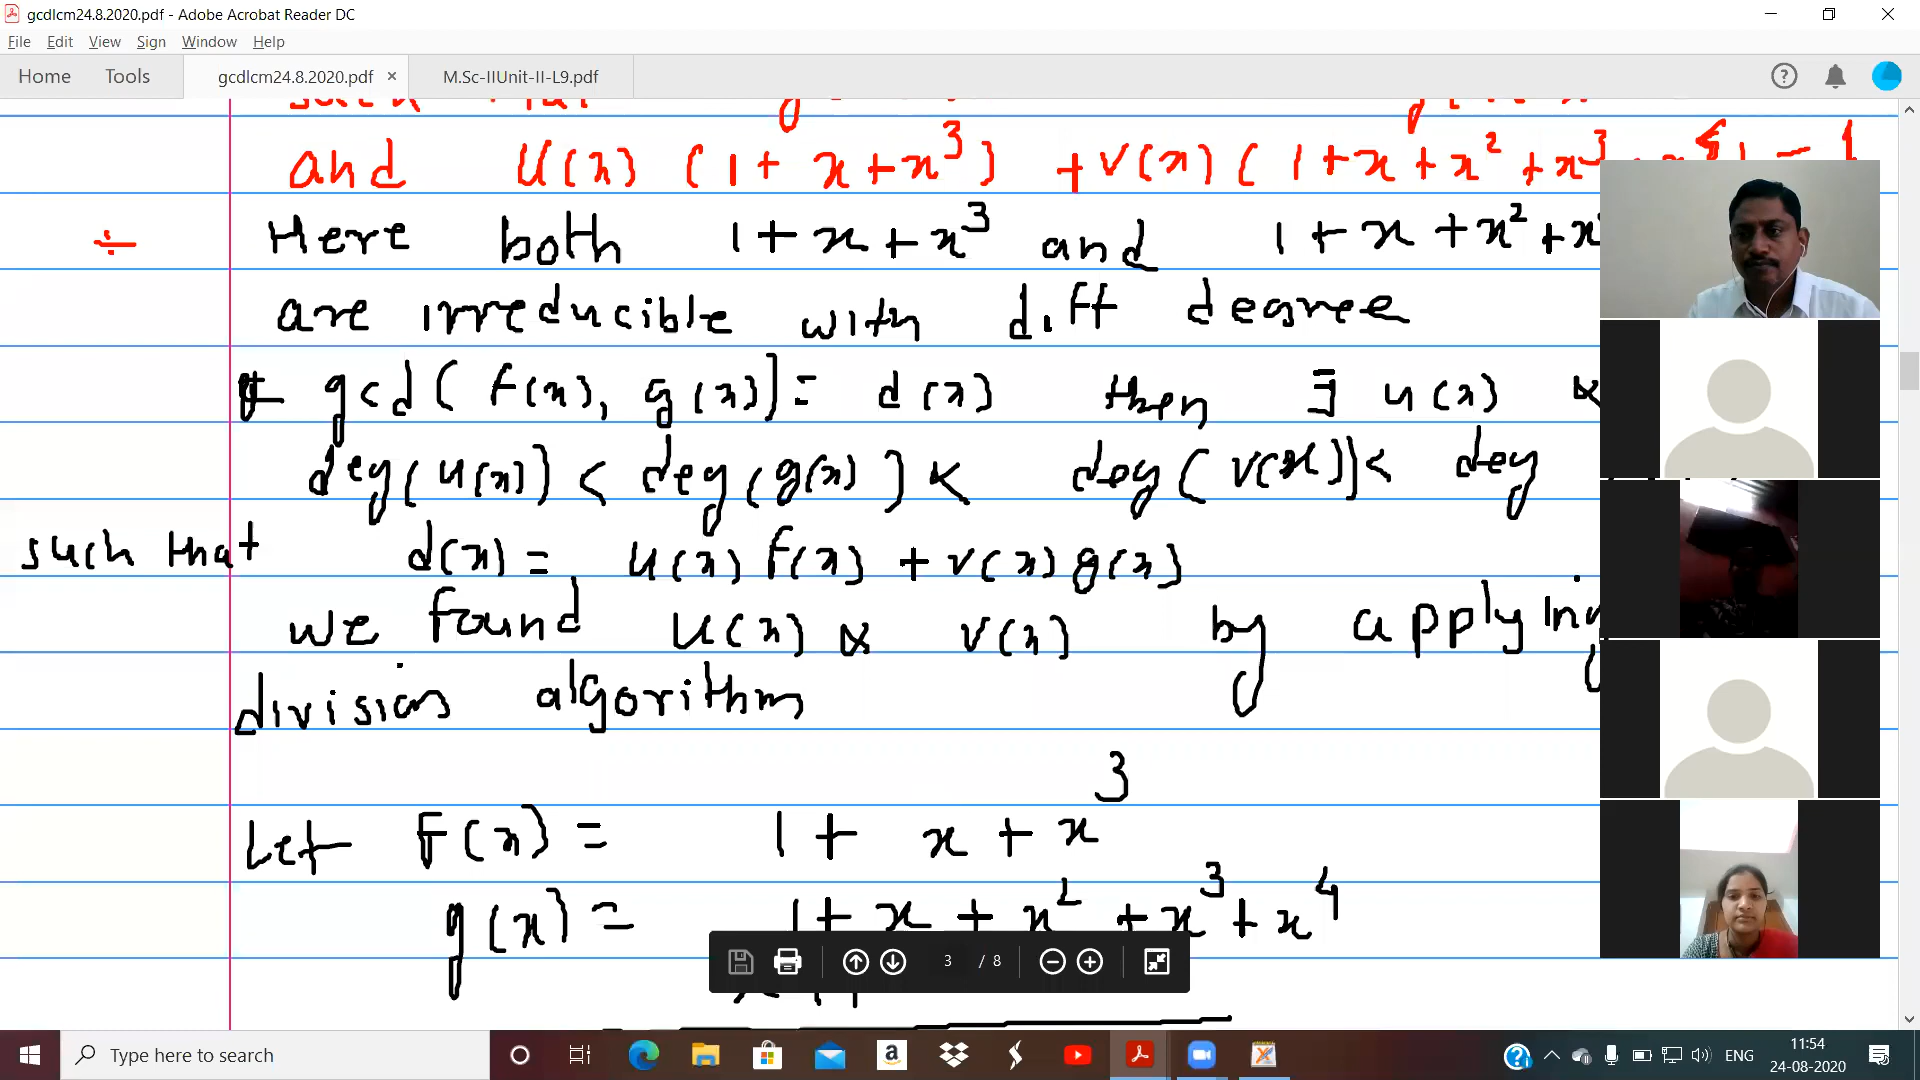 gcdlcm24.8.2020.pdf - Adobe Acrobat Reader DC
File Edit View Sign Window Help
Home Tools gcdlcm24.8.2020.pdf × M.Sc-IIUnit-II-L9.pdf
and U(x) (1 + x + x³) + V(x) ( 1 + x + x² + x³
÷ Here both 1 + x + x³ and 1 + x + x² + x
are irreducible with diff degree
gcd( f(x), g(x)] = d(x) then ∃ u(x) &
deg(u(x)) < deg(g(x)) & deg(v(x)) < deg
such that d(x) = u(x) f(x) + v(x) g(x)
we found u(x) & v(x) by applying
division algorithm
Let f(x) = 1 + x + x³
g(x) = 1 + x + x² + x³ + x⁴
3 / 8
Type here to search
ENG
11:54
24-08-2020